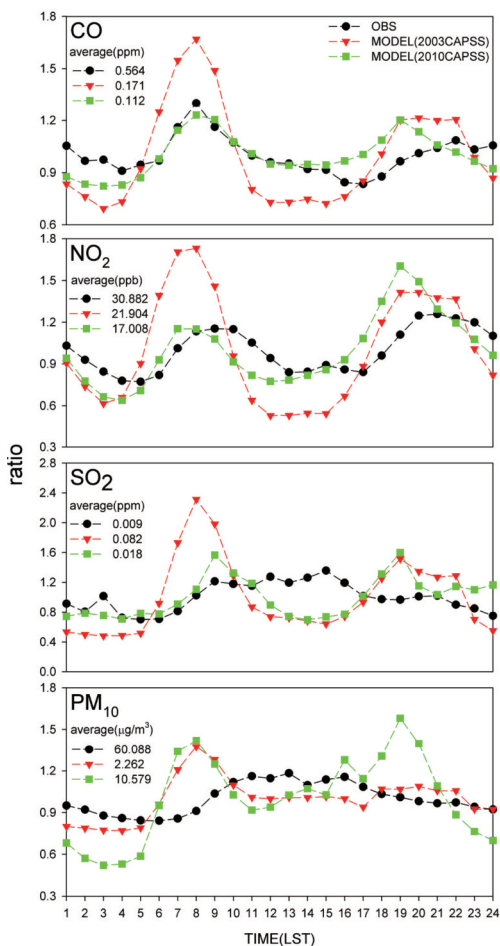 CO
average(ppm)
0.564
0.171
0.112
OBS
MODEL(2003CAPSS)
MODEL(2010CAPSS)
1.8
1.5
1.2
0.9
0.6
NO2
average(ppb)
30.882
21.904
17.008
1.8
1.5
1.2
0.9
0.6
0.3
ratio
SO2
average(ppm)
0.009
0.082
0.018
2.8
2.4
2.0
1.6
1.2
0.8
0.4
0.0
PM10
average(μg/m³)
60.088
2.262
10.579
1.8
1.5
1.2
0.9
0.6
0.3
1 2 3 4 5 6 7 8 9 10 11 12 13 14 15 16 17 18 19 20 21 22 23 24
TIME(LST)